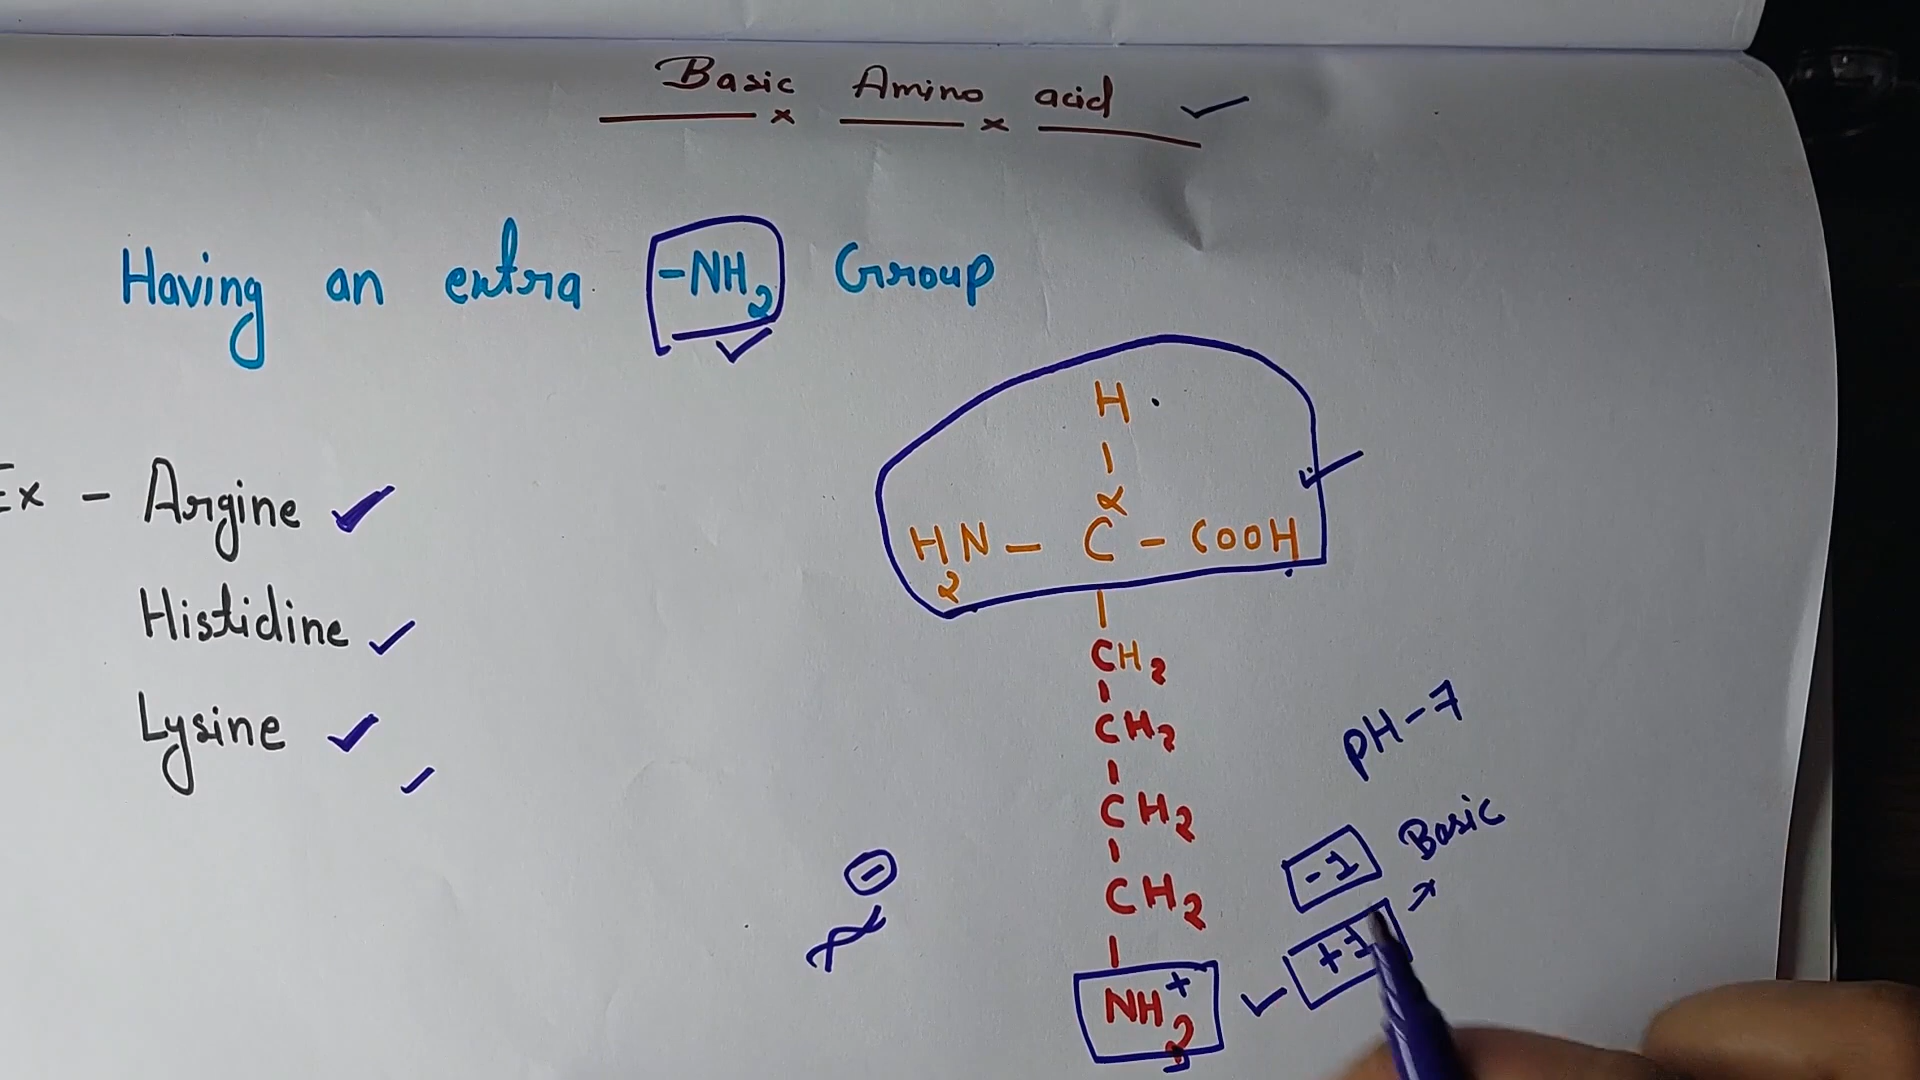 Basic Amino acid
Having an extra -NH2 Group
Ex - Argine
Histidine
Lysine
H
α
H2N - C - COOH
CH2
CH2
CH2
CH2
NH2+
pH-7
Basic
-1
+1
-